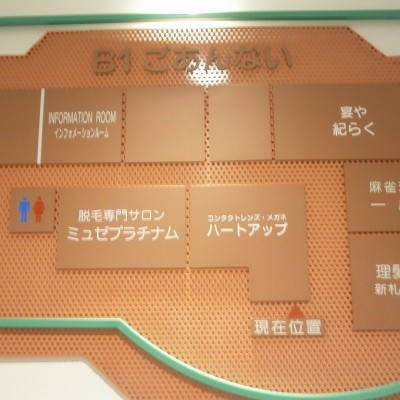 B1 ごあんない
INFORMATION ROOM
インフォメーションルーム
宴や
紀らく
脱毛専門サロン
ミュゼプラチナム
コンタクトレンズ・メガネ
ハートアップ
麻雀
一
理
新札
現在位置